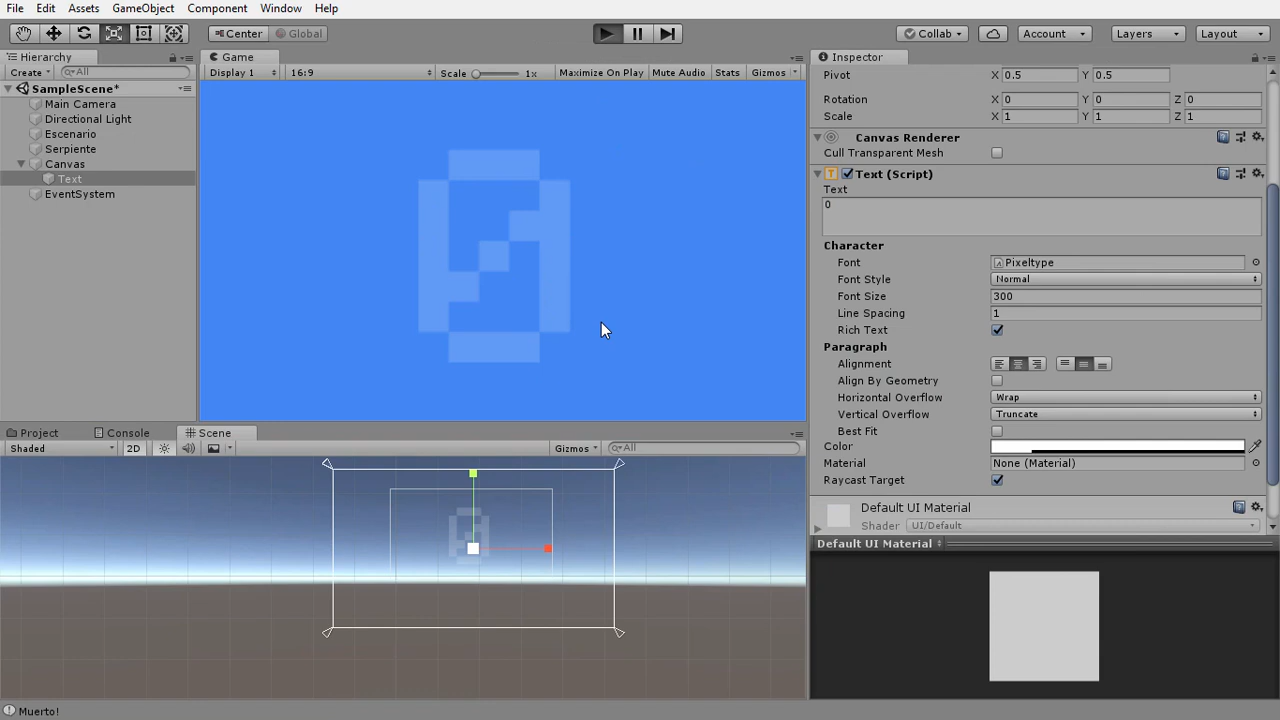 File Edit Assets GameObject Component Window Help
Center Global Collab Account Layers Layout
Hierarchy
Create All
SampleScene*
Main Camera
Directional Light
Escenario
Serpiente
Canvas
Text
EventSystem
Game
Display 1 16:9 Scale 1x Maximize On Play Mute Audio Stats Gizmos
0
Project Console Scene
Shaded 2D Gizmos All
0
Inspector
Pivot X 0.5 Y 0.5
Rotation X 0 Y 0 Z 0
Scale X 1 Y 1 Z 1
Canvas Renderer
Cull Transparent Mesh
T Text (Script)
Text
0
Character
Font Pixeltype
Font Style Normal
Font Size 300
Line Spacing 1
Rich Text
Paragraph
Alignment
Align By Geometry
Horizontal Overflow Wrap
Vertical Overflow Truncate
Best Fit
Color
Material None (Material)
Raycast Target
Default UI Material
Shader UI/Default
Default UI Material
Muerto!